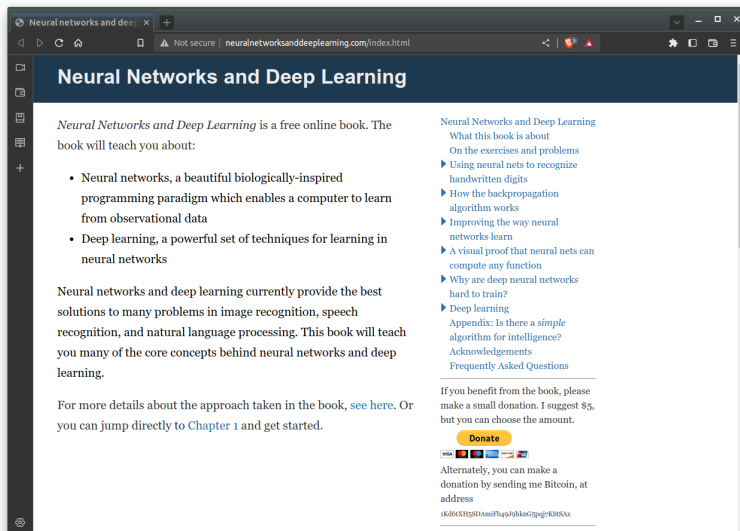 Neural networks and deep
Not secure | neuralnetworksanddeeplearning.com/index.html
Neural Networks and Deep Learning
Neural Networks and Deep Learning is a free online book. The
book will teach you about:
• Neural networks, a beautiful biologically-inspired
programming paradigm which enables a computer to learn
from observational data
• Deep learning, a powerful set of techniques for learning in
neural networks
Neural networks and deep learning currently provide the best
solutions to many problems in image recognition, speech
recognition, and natural language processing. This book will teach
you many of the core concepts behind neural networks and deep
learning.
For more details about the approach taken in the book, see here. Or
you can jump directly to Chapter 1 and get started.
Neural Networks and Deep Learning
What this book is about
On the exercises and problems
Using neural nets to recognize
handwritten digits
How the backpropagation
algorithm works
Improving the way neural
networks learn
A visual proof that neural nets can
compute any function
Why are deep neural networks
hard to train?
Deep learning
Appendix: Is there a simple
algorithm for intelligence?
Acknowledgements
Frequently Asked Questions
If you benefit from the book, please
make a small donation. I suggest $5,
but you can choose the amount.
Donate
VISA
Alternately, you can make a
donation by sending me Bitcoin, at
address